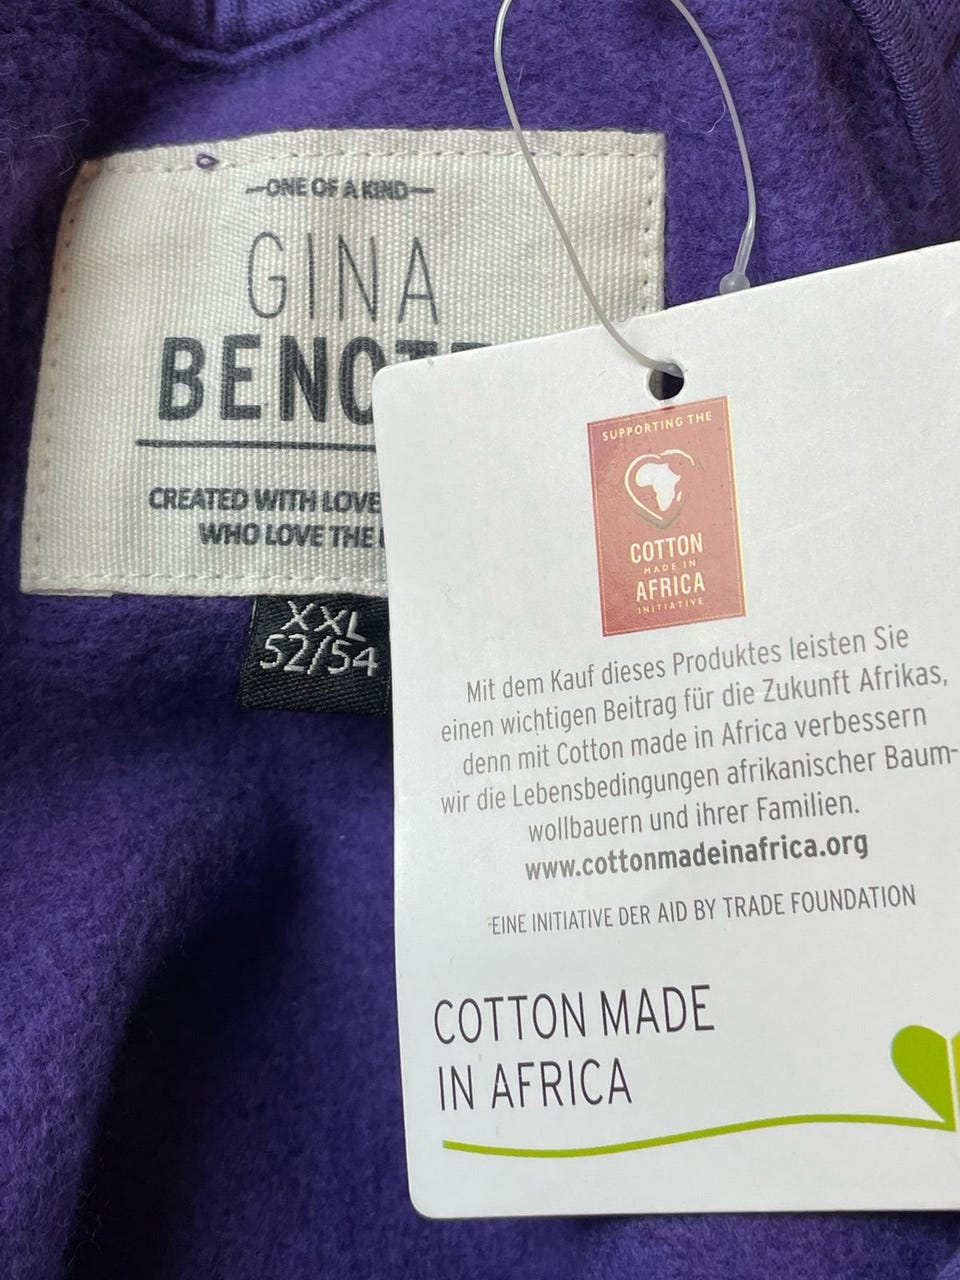 —ONE OF A KIND—
GINA
BENOT
CREATED WITH LOVE
WHO LOVE THE
XXL
52/54
SUPPORTING THE
COTTON
MADE IN
AFRICA
INITIATIVE
Mit dem Kauf dieses Produktes leisten Sie
einen wichtigen Beitrag für die Zukunft Afrikas,
denn mit Cotton made in Africa verbessern
wir die Lebensbedingungen afrikanischer Baum-
wollbauern und ihrer Familien.
www.cottonmadeinafrica.org
EINE INITIATIVE DER AID BY TRADE FOUNDATION
COTTON MADE
IN AFRICA